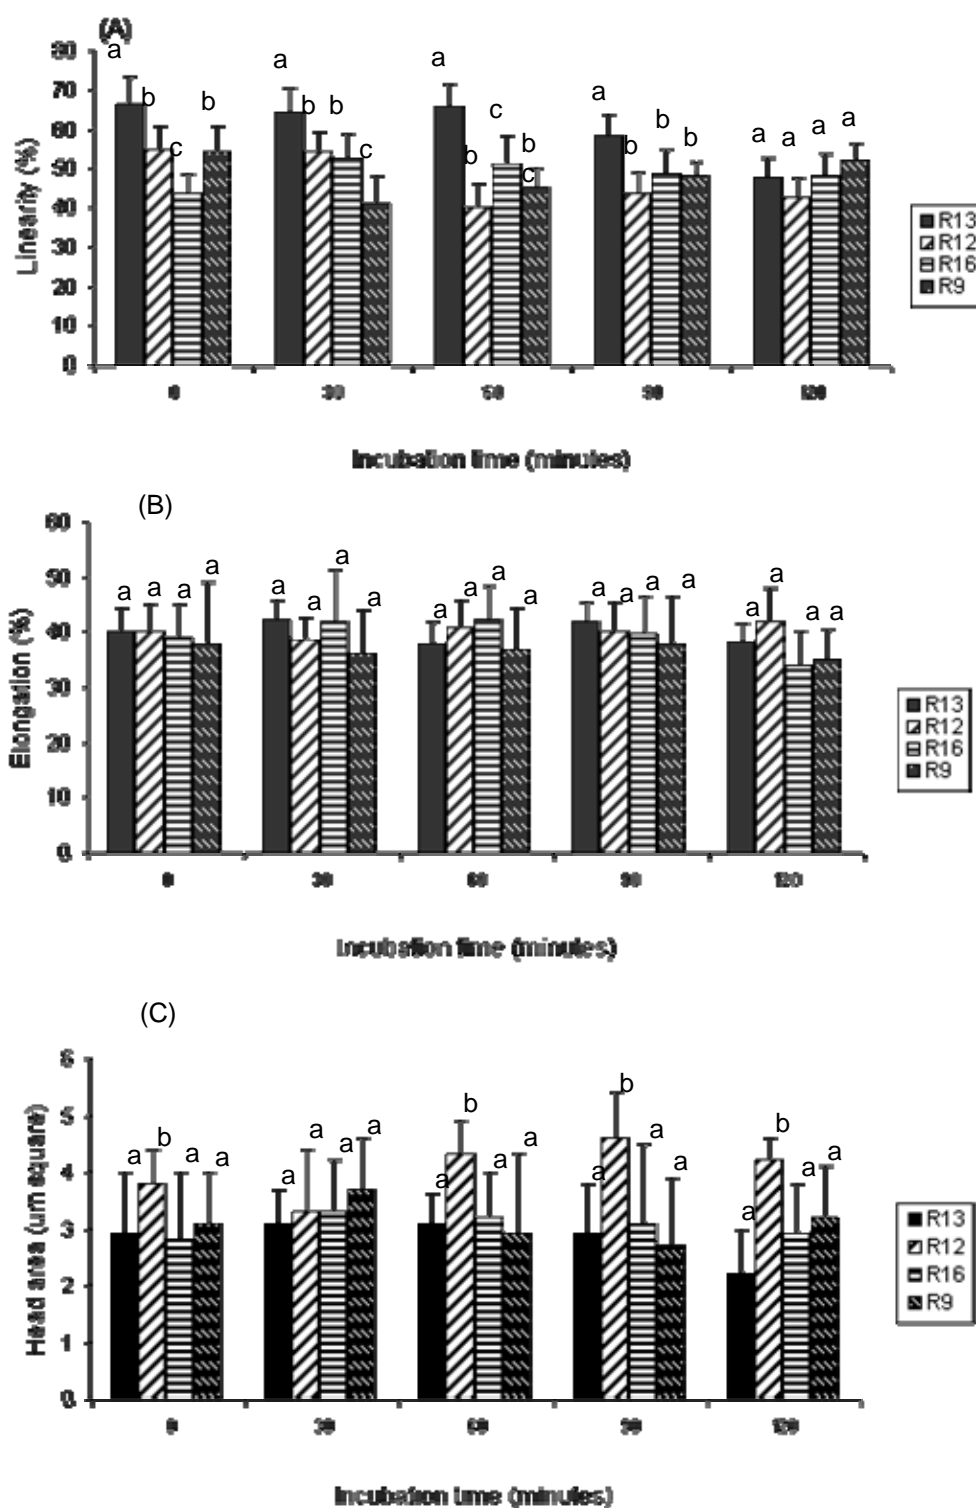 (A)
80
70
60
50
40
30
20
10
0
Linearity (%)
a b c b
a b b c
a b c b
c
a b b b
a a a a
0 30 90 120
Incubation time (minutes)
R13
R12
R16
R9
(B)
60
50
40
30
20
10
0
Elongation (%)
a a a a
a a a a
a a a a
a a a a
a a a a
0 30 60 90 120
Incubation time (minutes)
R13
R12
R16
R9
(C)
6
5
4
3
2
1
0
Head area (um square)
a b a a
a a a a
a b a a
a b a a
a b a a
0 30 120
Incubation time (minutes)
R13
R12
R16
R9